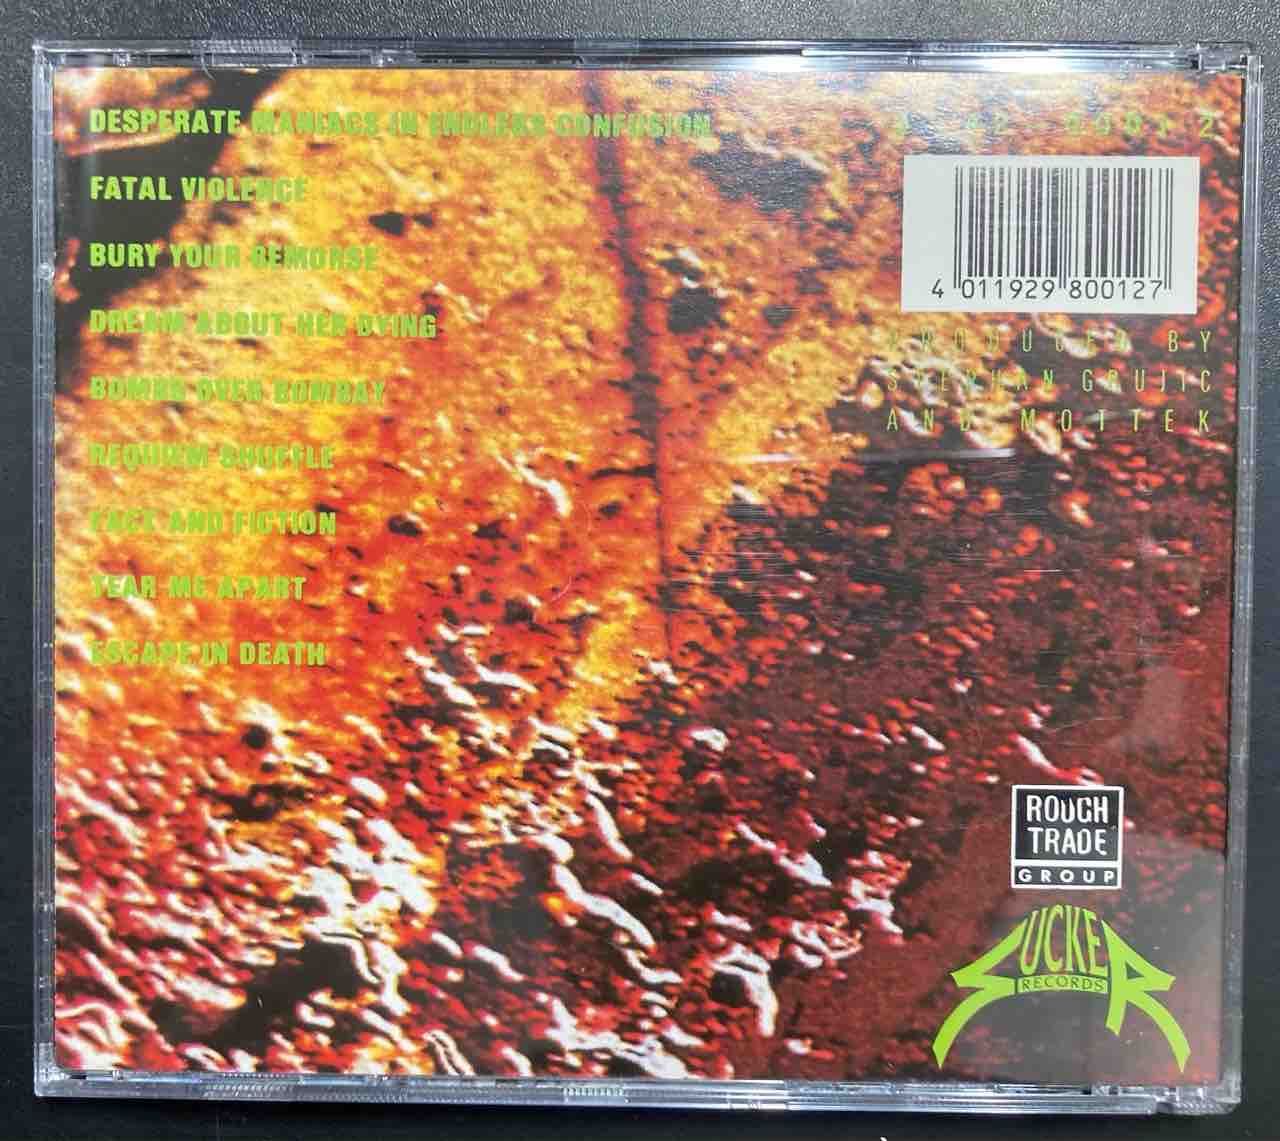 DESPERATE MANIACS IN ENDLESS CONFUSION
FATAL VIOLENCE
BURY YOUR REMORSE
DREAM ABOUT HER DYING
BOMBS OVER BOMBAY
REQUIEM SHUFFLE
FACT AND FICTION
TEAR ME APART
ESCAPE IN DEATH
4 011929 800127
PRODUCED BY
STEPHAN GRUJIC
AND MOTTEK
ROUGH
TRADE
GROUP
SUCKER
RECORDS